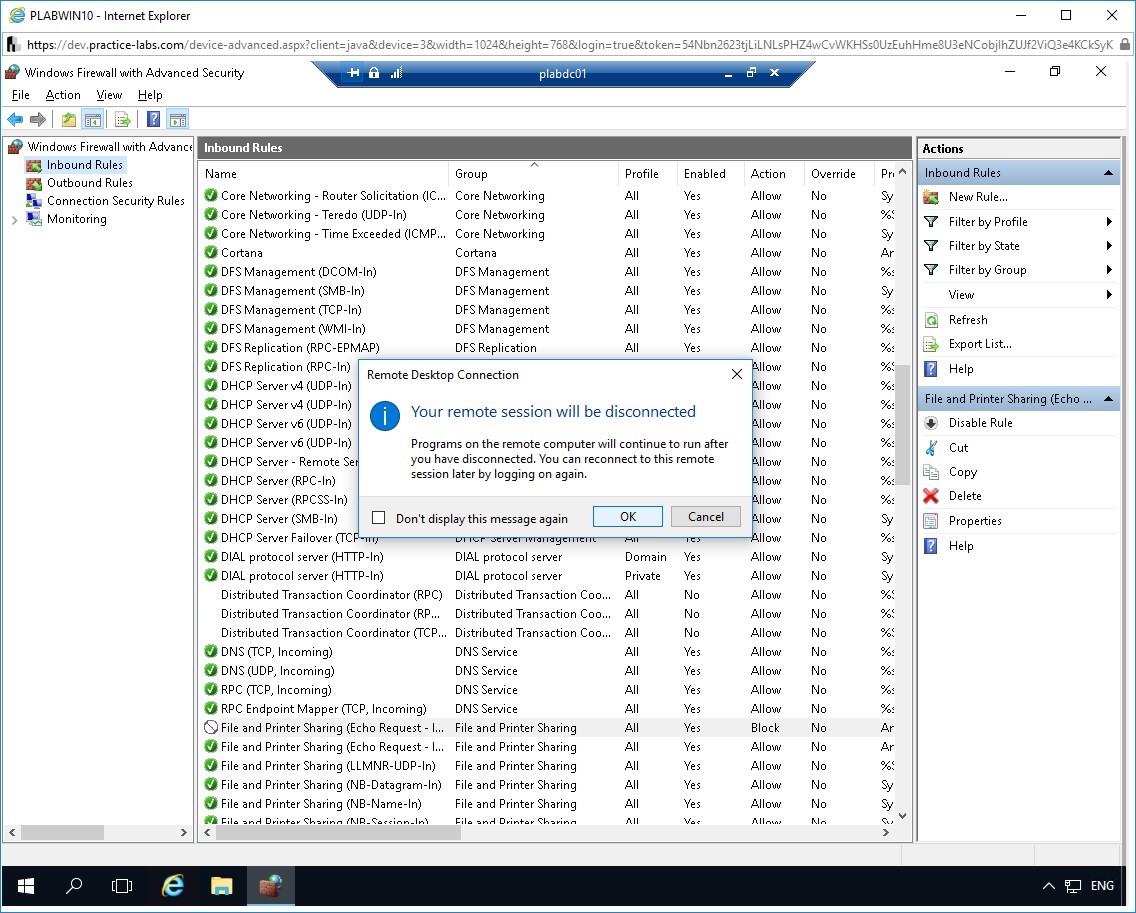 PLABWIN10 - Internet Explorer
https://dev.practice-labs.com/device-advanced.aspx?client=java&device=3&width=1024&height=768&login=true&token=
Windows Firewall with Advanced Security
plabdc01
File Action View Help
Windows Firewall with Advance
Inbound Rules
Outbound Rules
Connection Security Rules
Monitoring
Inbound Rules
Name Group Profile Enabled Action Override Pr
Core Networking - Router Solicitation (IC... Core Networking All Yes Allow No Sy
Core Networking - Teredo (UDP-In) Core Networking All Yes Allow No %S
Core Networking - Time Exceeded (ICMP... Core Networking All Yes Allow No Sy
Cortana Cortana All Yes Allow No Ar
DFS Management (DCOM-In) DFS Management All Yes Allow No %s
DFS Management (SMB-In) DFS Management All Yes Allow No Sy
DFS Management (TCP-In) DFS Management All Yes Allow No %s
DFS Management (WMI-In) DFS Management All Yes Allow No %s
DFS Replication (RPC-EPMAP) DFS Replication All Yes Allow No %s
DFS Replication (RPC-In) Allow No %S
DHCP Server v4 (UDP-In) Allow No %S
DHCP Server v4 (UDP-In) Allow No %S
DHCP Server v6 (UDP-In) Allow No %S
DHCP Server v6 (UDP-In) Allow No %S
DHCP Server - Remote Ser Allow No %s
DHCP Server (RPC-In) Allow No %S
DHCP Server (RPCSS-In) Allow No %S
DHCP Server (SMB-In) Allow No Sy
DHCP Server Failover (TCP-In) DHCP Server Management All Yes Allow No %S
DIAL protocol server (HTTP-In) DIAL protocol server Domain Yes Allow No Sy
DIAL protocol server (HTTP-In) DIAL protocol server Private Yes Allow No Sy
Distributed Transaction Coordinator (RPC) Distributed Transaction Coo... All No Allow No %S
Distributed Transaction Coordinator (RP... Distributed Transaction Coo... All No Allow No %S
Distributed Transaction Coordinator (TCP... Distributed Transaction Coo... All No Allow No %S
DNS (TCP, Incoming) DNS Service All Yes Allow No %s
DNS (UDP, Incoming) DNS Service All Yes Allow No %s
RPC (TCP, Incoming) DNS Service All Yes Allow No %s
RPC Endpoint Mapper (TCP, Incoming) DNS Service All Yes Allow No %s
File and Printer Sharing (Echo Request - I... File and Printer Sharing All Yes Block No Ar
File and Printer Sharing (Echo Request - I... File and Printer Sharing All Yes Allow No Ar
File and Printer Sharing (LLMNR-UDP-In) File and Printer Sharing All Yes Allow No %S
File and Printer Sharing (NB-Datagram-In) File and Printer Sharing All Yes Allow No Sy
File and Printer Sharing (NB-Name-In) File and Printer Sharing All Yes Allow No Sy
File and Printer Sharing (NB-Session-In) File and Printer Sharing All Yes Allow No Sy
Remote Desktop Connection
Your remote session will be disconnected
Programs on the remote computer will continue to run after
you have disconnected. You can reconnect to this remote
session later by logging on again.
Don't display this message again OK Cancel
Actions
Inbound Rules
New Rule...
Filter by Profile
Filter by State
Filter by Group
View
Refresh
Export List...
Help
File and Printer Sharing (Echo ...
Disable Rule
Cut
Copy
Delete
Properties
Help
ENG